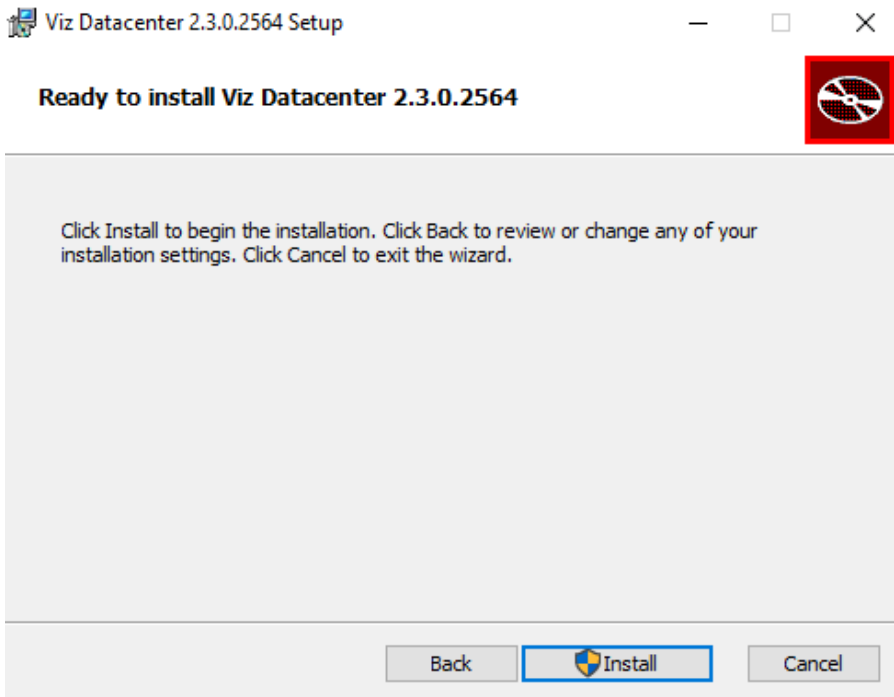 Viz Datacenter 2.3.0.2564 Setup
Ready to install Viz Datacenter 2.3.0.2564
Click Install to begin the installation. Click Back to review or change any of your
installation settings. Click Cancel to exit the wizard.
Back
Install
Cancel